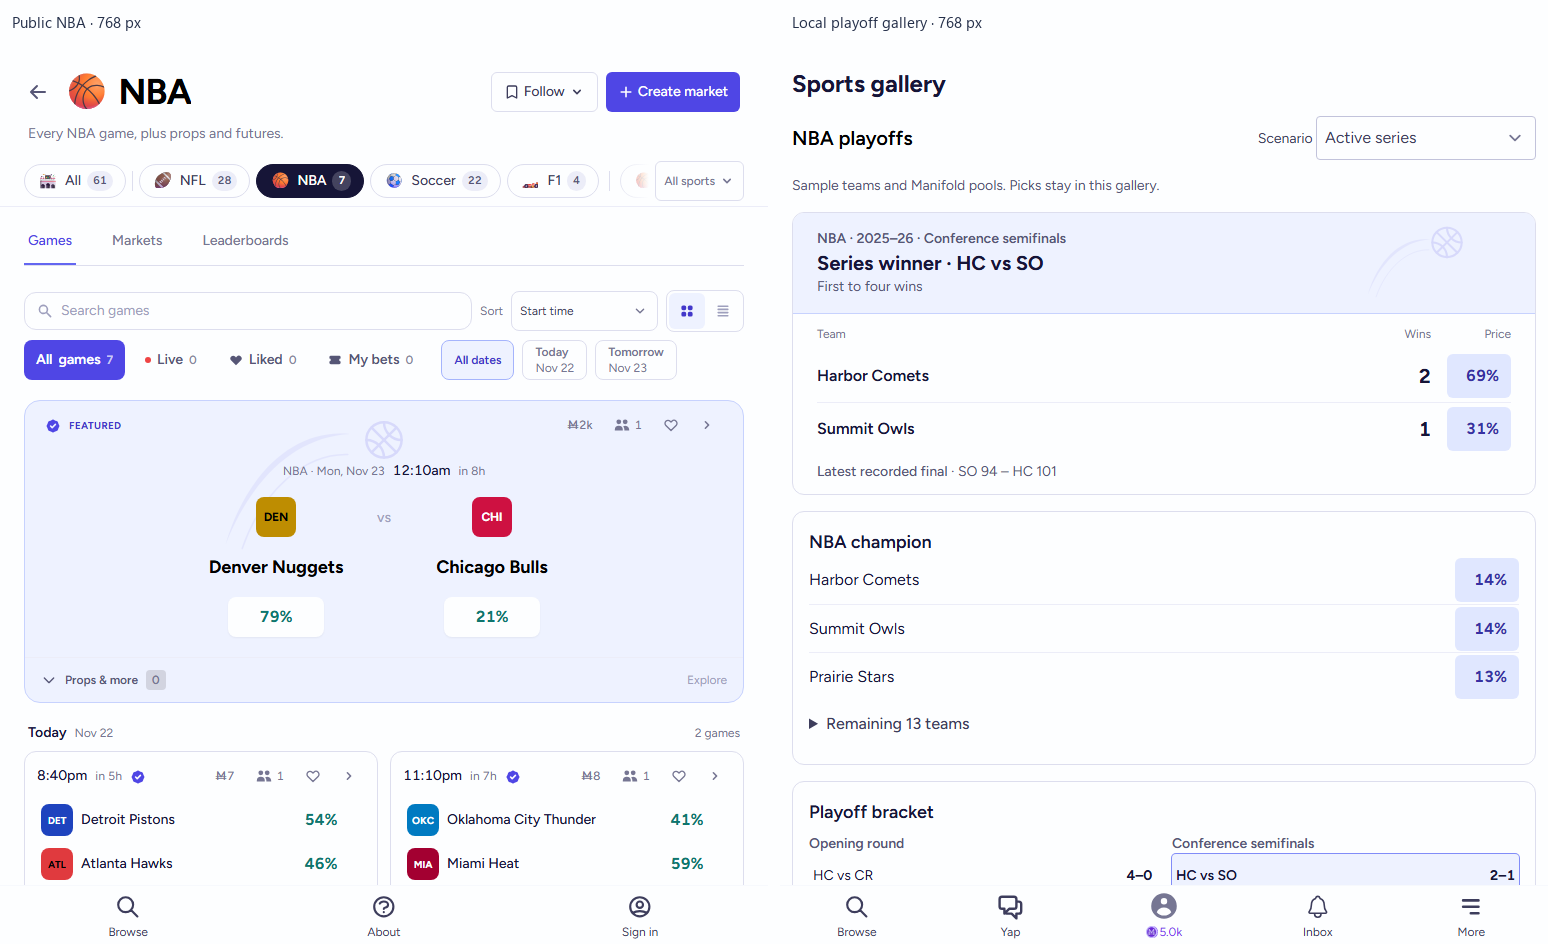 Public NBA · 768 px
NBA
Follow
Create market
Every NBA game, plus props and futures.
All 61
NFL 28
NBA 7
Soccer 22
F1 4
All sports
Games
Markets
Leaderboards
Search games
Sort
Start time
All games 7
Live 0
Liked 0
My bets 0
All dates
Today
Nov 22
Tomorrow
Nov 23
FEATURED
Ṁ2k
1
NBA · Mon, Nov 23 12:10am in 8h
DEN
vs
CHI
Denver Nuggets
Chicago Bulls
79%
21%
Props & more 0
Explore
Today Nov 22
2 games
8:40pm in 5h
Ṁ7
1
DET Detroit Pistons 54%
ATL Atlanta Hawks 46%
11:10pm in 7h
Ṁ8
1
OKC Oklahoma City Thunder 41%
MIA Miami Heat 59%
Browse
About
Sign in
Local playoff gallery · 768 px
Sports gallery
NBA playoffs
Scenario
Active series
Sample teams and Manifold pools. Picks stay in this gallery.
NBA · 2025–26 · Conference semifinals
Series winner · HC vs SO
First to four wins
Team Wins Price
Harbor Comets 2 69%
Summit Owls 1 31%
Latest recorded final · SO 94 – HC 101
NBA champion
Harbor Comets 14%
Summit Owls 14%
Prairie Stars 13%
Remaining 13 teams
Playoff bracket
Opening round
HC vs CR 4–0
Conference semifinals
HC vs SO 2–1
Browse
Yap
5.0k
Inbox
More